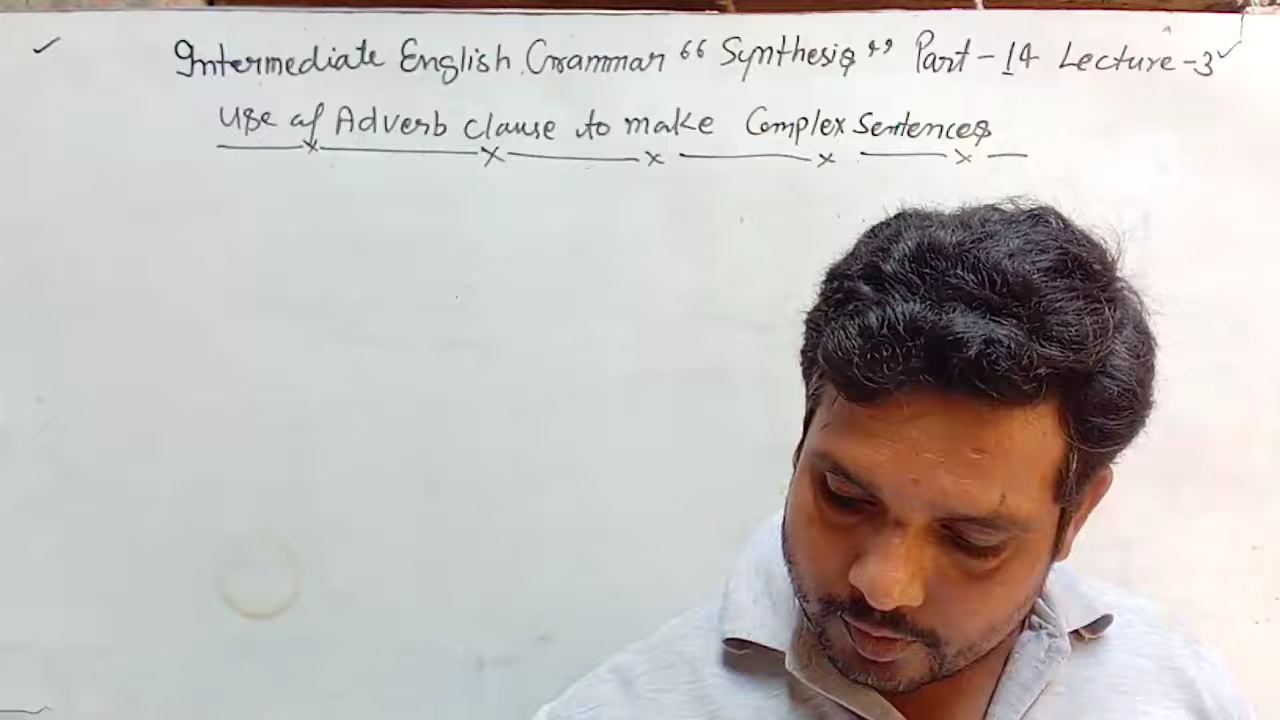 Intermediate English Grammar “Synthesis” Part-14 Lecture-3
Use of Adverb clause to make Complex Sentences